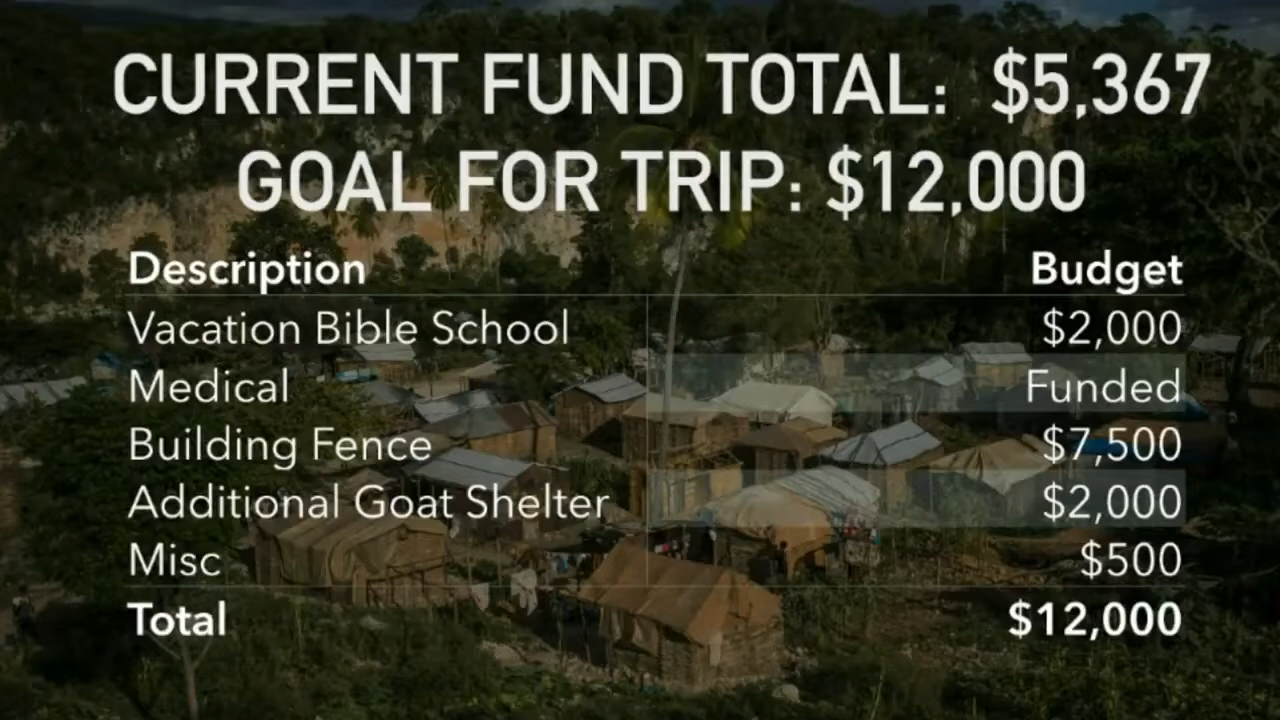 CURRENT FUND TOTAL: $5,367
GOAL FOR TRIP: $12,000
Description Budget
Vacation Bible School $2,000
Medical Funded
Building Fence $7,500
Additional Goat Shelter $2,000
Misc $500
Total $12,000